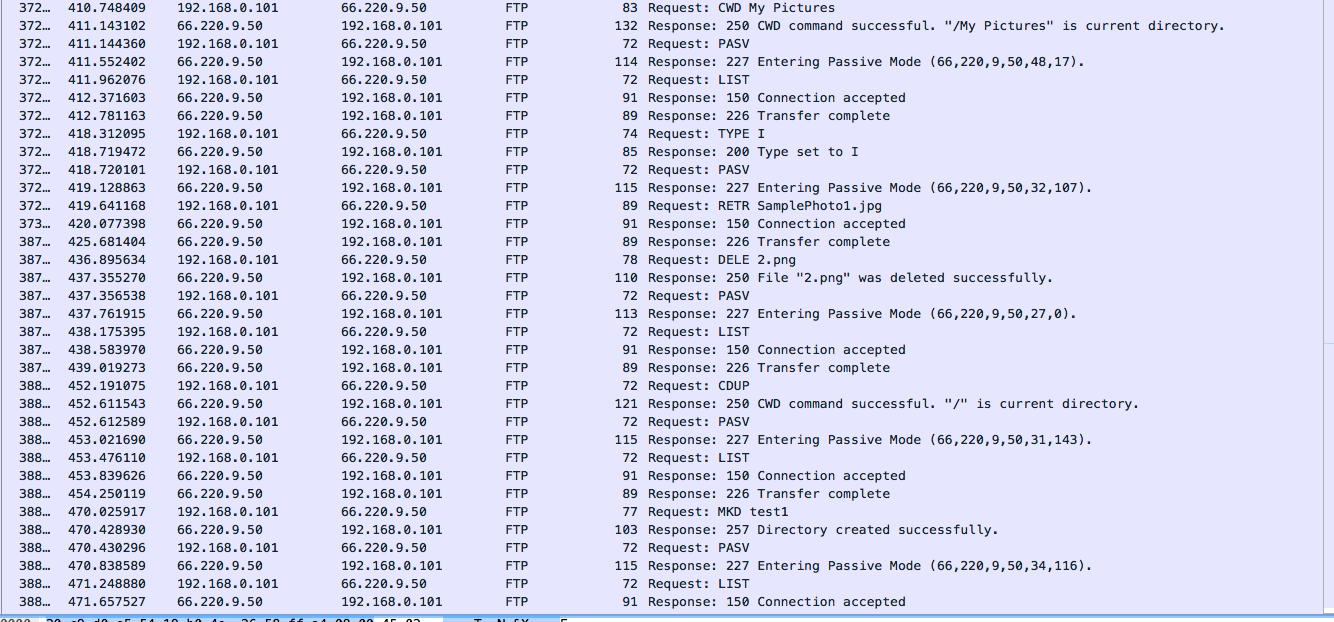 372… 410.748409 192.168.0.101 66.220.9.50 FTP 83 Request: CWD My Pictures
372… 411.143102 66.220.9.50 192.168.0.101 FTP 132 Response: 250 CWD command successful. "/My Pictures" is current directory.
372… 411.144360 192.168.0.101 66.220.9.50 FTP 72 Request: PASV
372… 411.552402 66.220.9.50 192.168.0.101 FTP 114 Response: 227 Entering Passive Mode (66,220,9,50,48,17).
372… 411.962076 192.168.0.101 66.220.9.50 FTP 72 Request: LIST
372… 412.371603 66.220.9.50 192.168.0.101 FTP 91 Response: 150 Connection accepted
372… 412.781163 66.220.9.50 192.168.0.101 FTP 89 Response: 226 Transfer complete
372… 418.312095 192.168.0.101 66.220.9.50 FTP 74 Request: TYPE I
372… 418.719472 66.220.9.50 192.168.0.101 FTP 85 Response: 200 Type set to I
372… 418.720101 192.168.0.101 66.220.9.50 FTP 72 Request: PASV
372… 419.128863 66.220.9.50 192.168.0.101 FTP 115 Response: 227 Entering Passive Mode (66,220,9,50,32,107).
372… 419.641168 192.168.0.101 66.220.9.50 FTP 89 Request: RETR SamplePhoto1.jpg
373… 420.077398 66.220.9.50 192.168.0.101 FTP 91 Response: 150 Connection accepted
387… 425.681404 66.220.9.50 192.168.0.101 FTP 89 Response: 226 Transfer complete
387… 436.895634 192.168.0.101 66.220.9.50 FTP 78 Request: DELE 2.png
387… 437.355270 66.220.9.50 192.168.0.101 FTP 110 Response: 250 File "2.png" was deleted successfully.
387… 437.356538 192.168.0.101 66.220.9.50 FTP 72 Request: PASV
387… 437.761915 66.220.9.50 192.168.0.101 FTP 113 Response: 227 Entering Passive Mode (66,220,9,50,27,0).
387… 438.175395 192.168.0.101 66.220.9.50 FTP 72 Request: LIST
387… 438.583970 66.220.9.50 192.168.0.101 FTP 91 Response: 150 Connection accepted
387… 439.019273 66.220.9.50 192.168.0.101 FTP 89 Response: 226 Transfer complete
388… 452.191075 192.168.0.101 66.220.9.50 FTP 72 Request: CDUP
388… 452.611543 66.220.9.50 192.168.0.101 FTP 121 Response: 250 CWD command successful. "/" is current directory.
388… 452.612589 192.168.0.101 66.220.9.50 FTP 72 Request: PASV
388… 453.021690 66.220.9.50 192.168.0.101 FTP 115 Response: 227 Entering Passive Mode (66,220,9,50,31,143).
388… 453.476110 192.168.0.101 66.220.9.50 FTP 72 Request: LIST
388… 453.839626 66.220.9.50 192.168.0.101 FTP 91 Response: 150 Connection accepted
388… 454.250119 66.220.9.50 192.168.0.101 FTP 89 Response: 226 Transfer complete
388… 470.025917 192.168.0.101 66.220.9.50 FTP 77 Request: MKD test1
388… 470.428930 66.220.9.50 192.168.0.101 FTP 103 Response: 257 Directory created successfully.
388… 470.430296 192.168.0.101 66.220.9.50 FTP 72 Request: PASV
388… 470.838589 66.220.9.50 192.168.0.101 FTP 115 Response: 227 Entering Passive Mode (66,220,9,50,34,116).
388… 471.248880 192.168.0.101 66.220.9.50 FTP 72 Request: LIST
388… 471.657527 66.220.9.50 192.168.0.101 FTP 91 Response: 150 Connection accepted